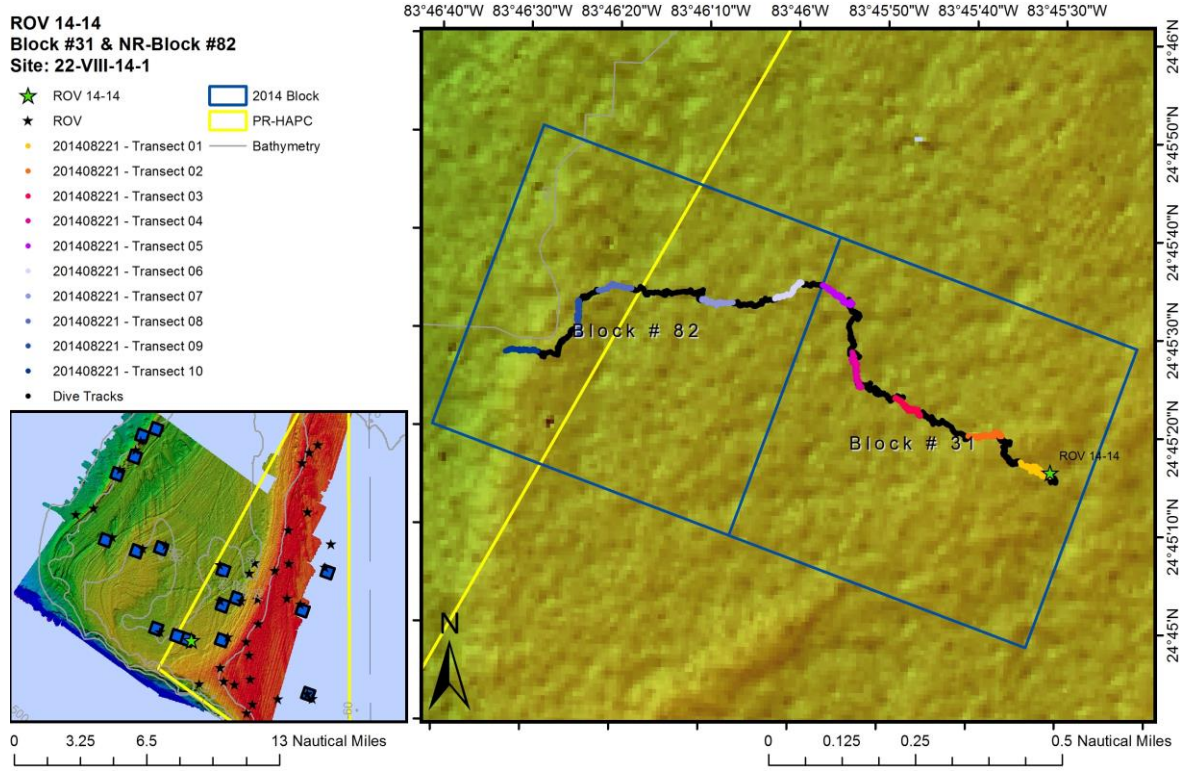 ROV 14-14
Block #31 & NR-Block #82
Site: 22-VIII-14-1
ROV 14-14
2014 Block
ROV
PR-HAPC
201408221 - Transect 01
Bathymetry
201408221 - Transect 02
201408221 - Transect 03
201408221 - Transect 04
201408221 - Transect 05
201408221 - Transect 06
201408221 - Transect 07
201408221 - Transect 08
201408221 - Transect 09
201408221 - Transect 10
Dive Tracks
0 3.25 6.5 13 Nautical Miles
83°46'40"W 83°46'30"W 83°46'20"W 83°46'10"W 83°46'W 83°45'50"W 83°45'40"W 83°45'30"W
24°46'N
24°45'50"N
24°45'40"N
24°45'30"N
24°45'20"N
24°45'10"N
24°45'N
Block # 82
Block # 31
ROV 14-14
N
0 0.125 0.25 0.5 Nautical Miles